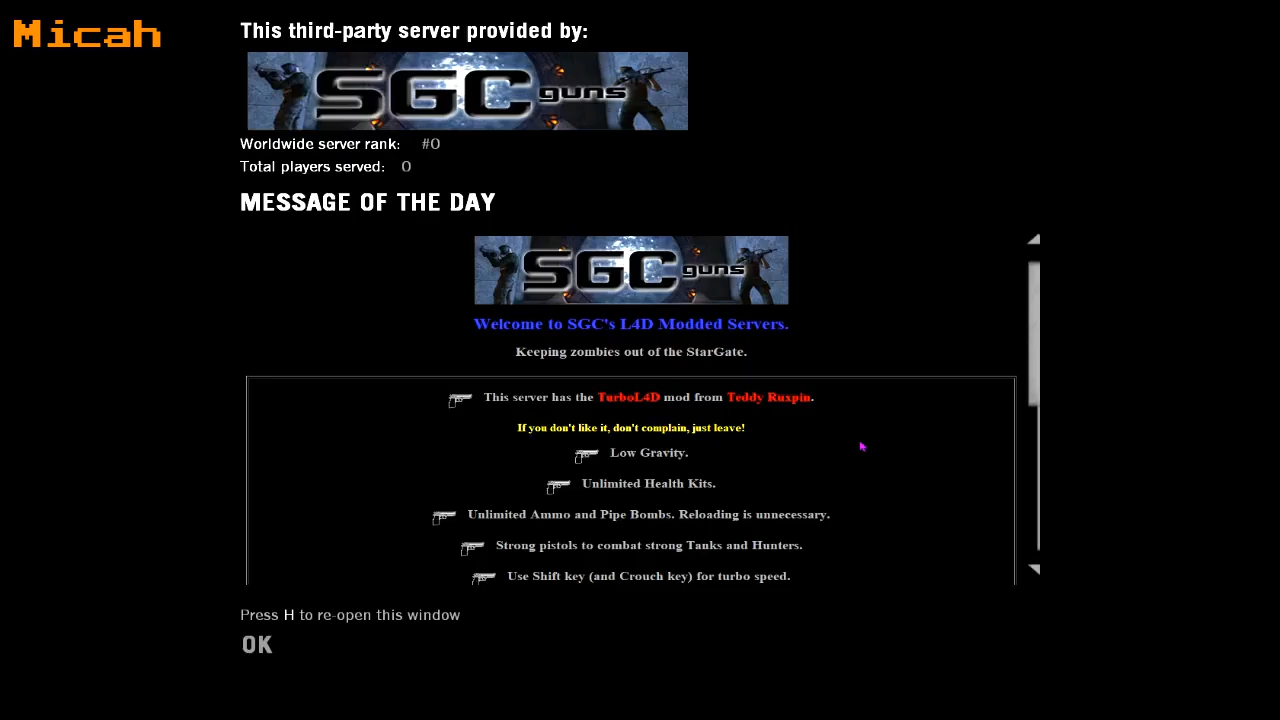 Micah
This third-party server provided by:
SGC guns
Worldwide server rank: #0
Total players served: 0
MESSAGE OF THE DAY
SGC guns
Welcome to SGC's L4D Modded Servers.
Keeping zombies out of the StarGate.
This server has the TurboL4D mod from Teddy Ruxpin.
If you don't like it, don't complain, just leave!
Low Gravity.
Unlimited Health Kits.
Unlimited Ammo and Pipe Bombs. Reloading is unnecessary.
Strong pistols to combat strong Tanks and Hunters.
Use Shift key (and Crouch key) for turbo speed.
Press H to re-open this window
OK